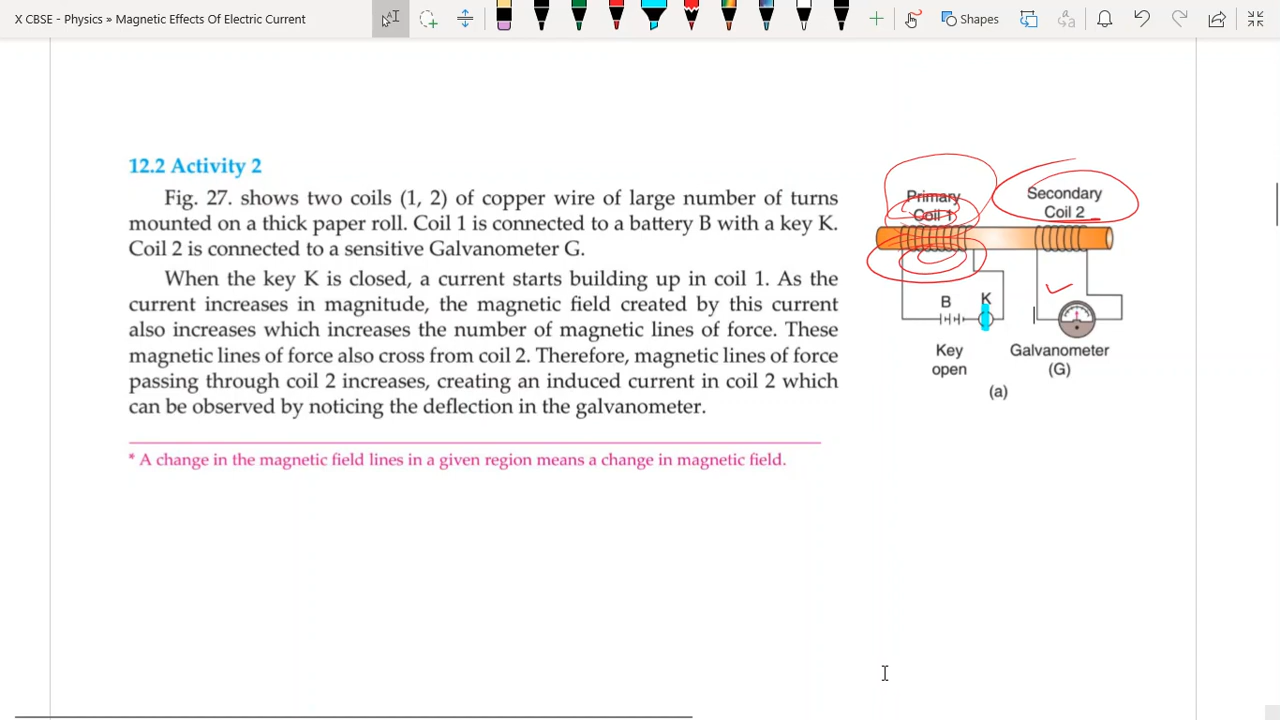 X CBSE - Physics » Magnetic Effects Of Electric Current
Shapes
12.2 Activity 2
Fig. 27. shows two coils (1, 2) of copper wire of large number of turns
mounted on a thick paper roll. Coil 1 is connected to a battery B with a key K.
Coil 2 is connected to a sensitive Galvanometer G.
When the key K is closed, a current starts building up in coil 1. As the
current increases in magnitude, the magnetic field created by this current
also increases which increases the number of magnetic lines of force. These
magnetic lines of force also cross from coil 2. Therefore, magnetic lines of force
passing through coil 2 increases, creating an induced current in coil 2 which
can be observed by noticing the deflection in the galvanometer.
* A change in the magnetic field lines in a given region means a change in magnetic field.
Primary
Coil 1
Secondary
Coil 2
B
K
Key
open
Galvanometer
(G)
(a)